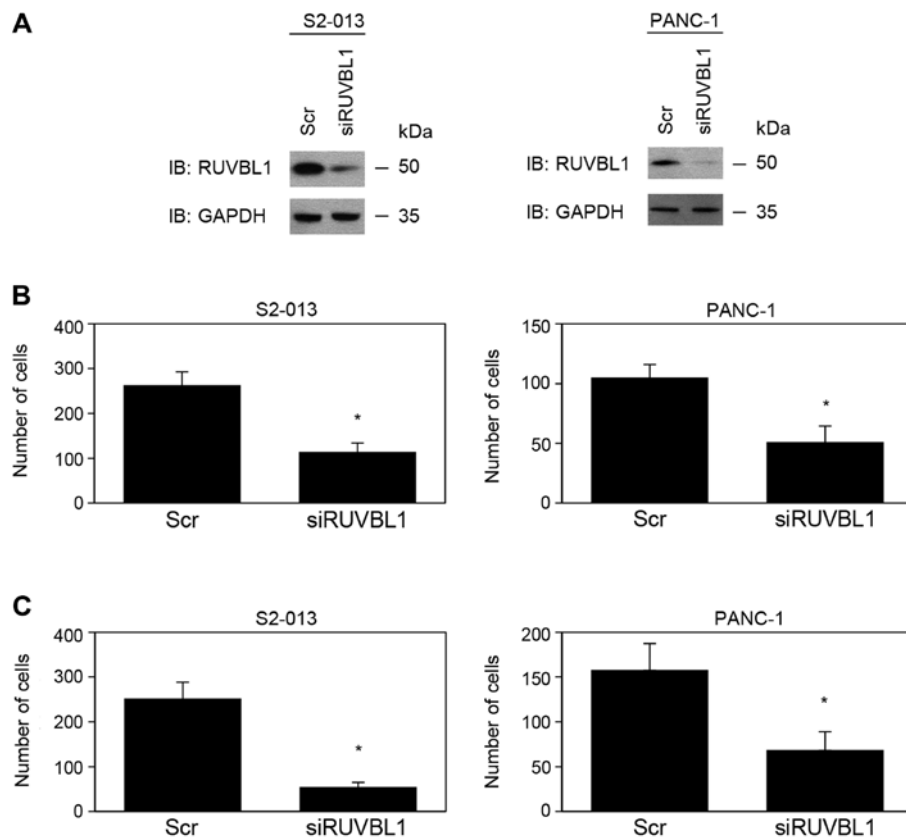 A
S2-013
Scr
siRUVBL1
kDa
IB: RUVBL1
50
IB: GAPDH
35
PANC-1
Scr
siRUVBL1
kDa
IB: RUVBL1
50
IB: GAPDH
35
B
S2-013
Number of cells
400
300
200
100
0
Scr
siRUVBL1
*
PANC-1
Number of cells
150
100
50
0
Scr
siRUVBL1
*
C
S2-013
Number of cells
400
300
200
100
0
Scr
siRUVBL1
*
PANC-1
Number of cells
200
150
100
50
0
Scr
siRUVBL1
*